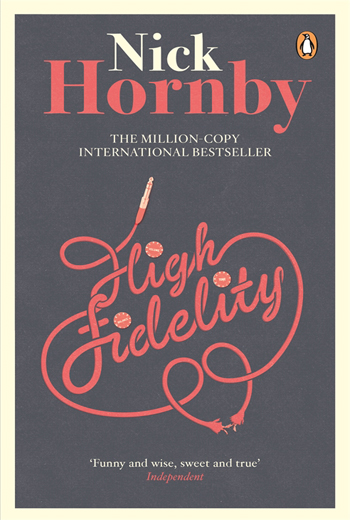 Nick
Hornby
THE MILLION-COPY
INTERNATIONAL BESTSELLER
High
Fidelity
‘Funny and wise, sweet and true’
Independent